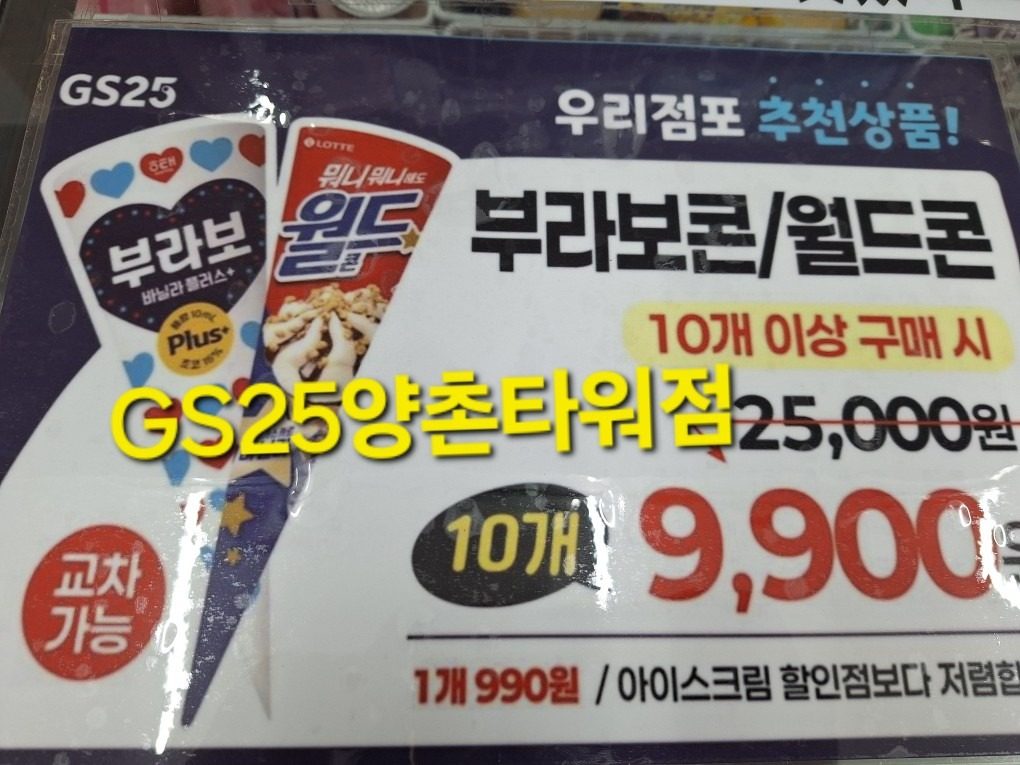 GS25
우리점포 추천상품!
해태
부라보
바닐라 플러스+
Plus+
LOTTE
뭐니뭐니해도
월드콘
부라보콘/월드콘
10개 이상 구매 시
25,000원
GS25양촌타워점
10개 9,900
교차
가능
1개 990원 / 아이스크림 할인점보다 저렴합